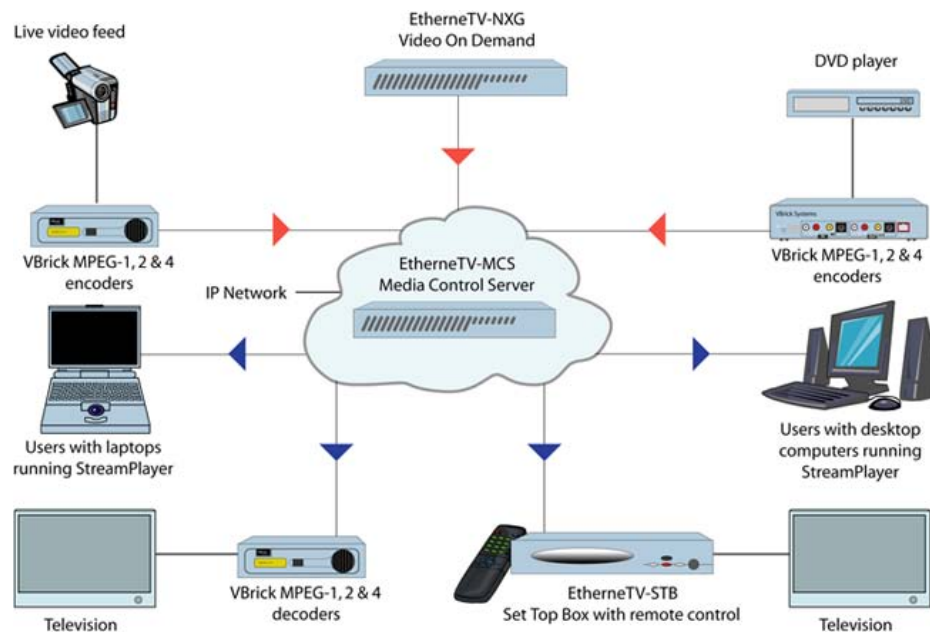 EtherneTV-NXG
Video On Demand
Live video feed
DVD player
VBrick Systems
VBrick MPEG-1, 2 & 4
encoders
VBrick MPEG-1, 2 & 4
encoders
EtherneTV-MCS
Media Control Server
IP Network
Users with laptops
running StreamPlayer
Users with desktop
computers running
StreamPlayer
VBrick MPEG-1, 2 & 4
decoders
EtherneTV-STB
Set Top Box with remote control
Television
Television